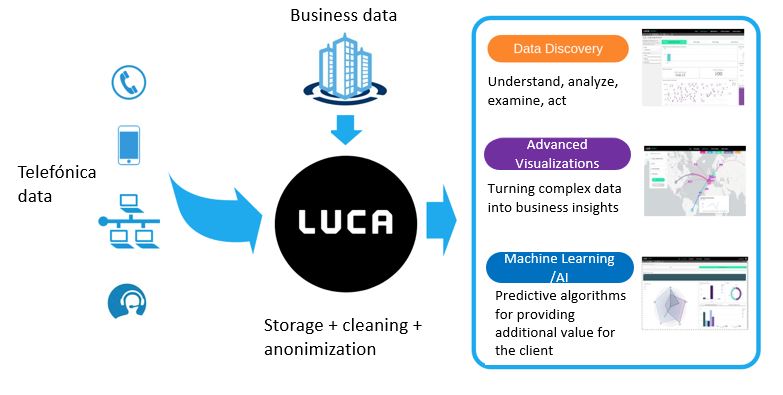 Business data
Telefónica
data
LUCA
Storage + cleaning +
anonimization
Data Discovery
Understand, analyze,
examine, act
Advanced
Visualizations
Turning complex data
into business insights
Machine Learning
/AI
Predictive algorithms
for providing
additional value for
the client